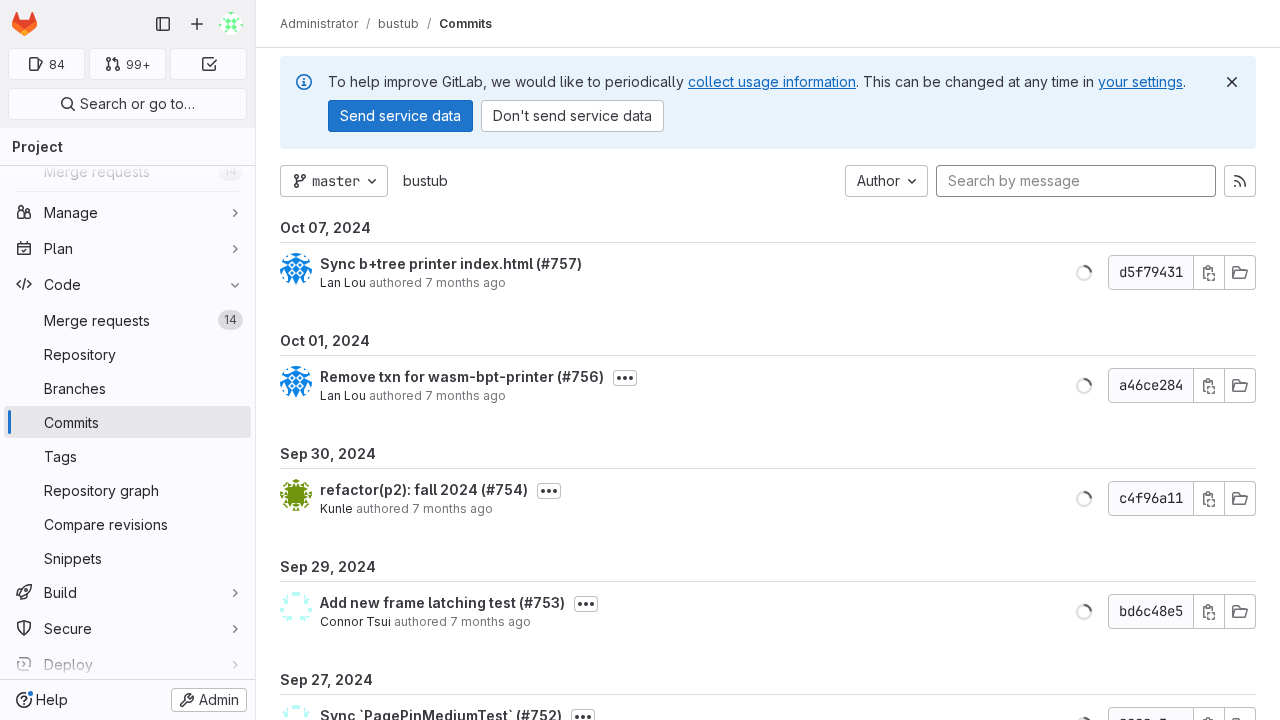 84
99+
Search or go to…
Project
Merge requests 14
Manage
Plan
Code
Merge requests 14
Repository
Branches
Commits
Tags
Repository graph
Compare revisions
Snippets
Build
Secure
Deploy
Help
Admin
Administrator / bustub / Commits
To help improve GitLab, we would like to periodically collect usage information. This can be changed at any time in your settings.
Send service data
Don't send service data
master
bustub
Author
Search by message
Oct 07, 2024
Sync b+tree printer index.html (#757)
Lan Lou authored 7 months ago
d5f79431
Oct 01, 2024
Remove txn for wasm-bpt-printer (#756)
Lan Lou authored 7 months ago
a46ce284
Sep 30, 2024
refactor(p2): fall 2024 (#754)
Kunle authored 7 months ago
c4f96a11
Sep 29, 2024
Add new frame latching test (#753)
Connor Tsui authored 7 months ago
bd6c48e5
Sep 27, 2024
Sync `PagePinMediumTest` (#752)